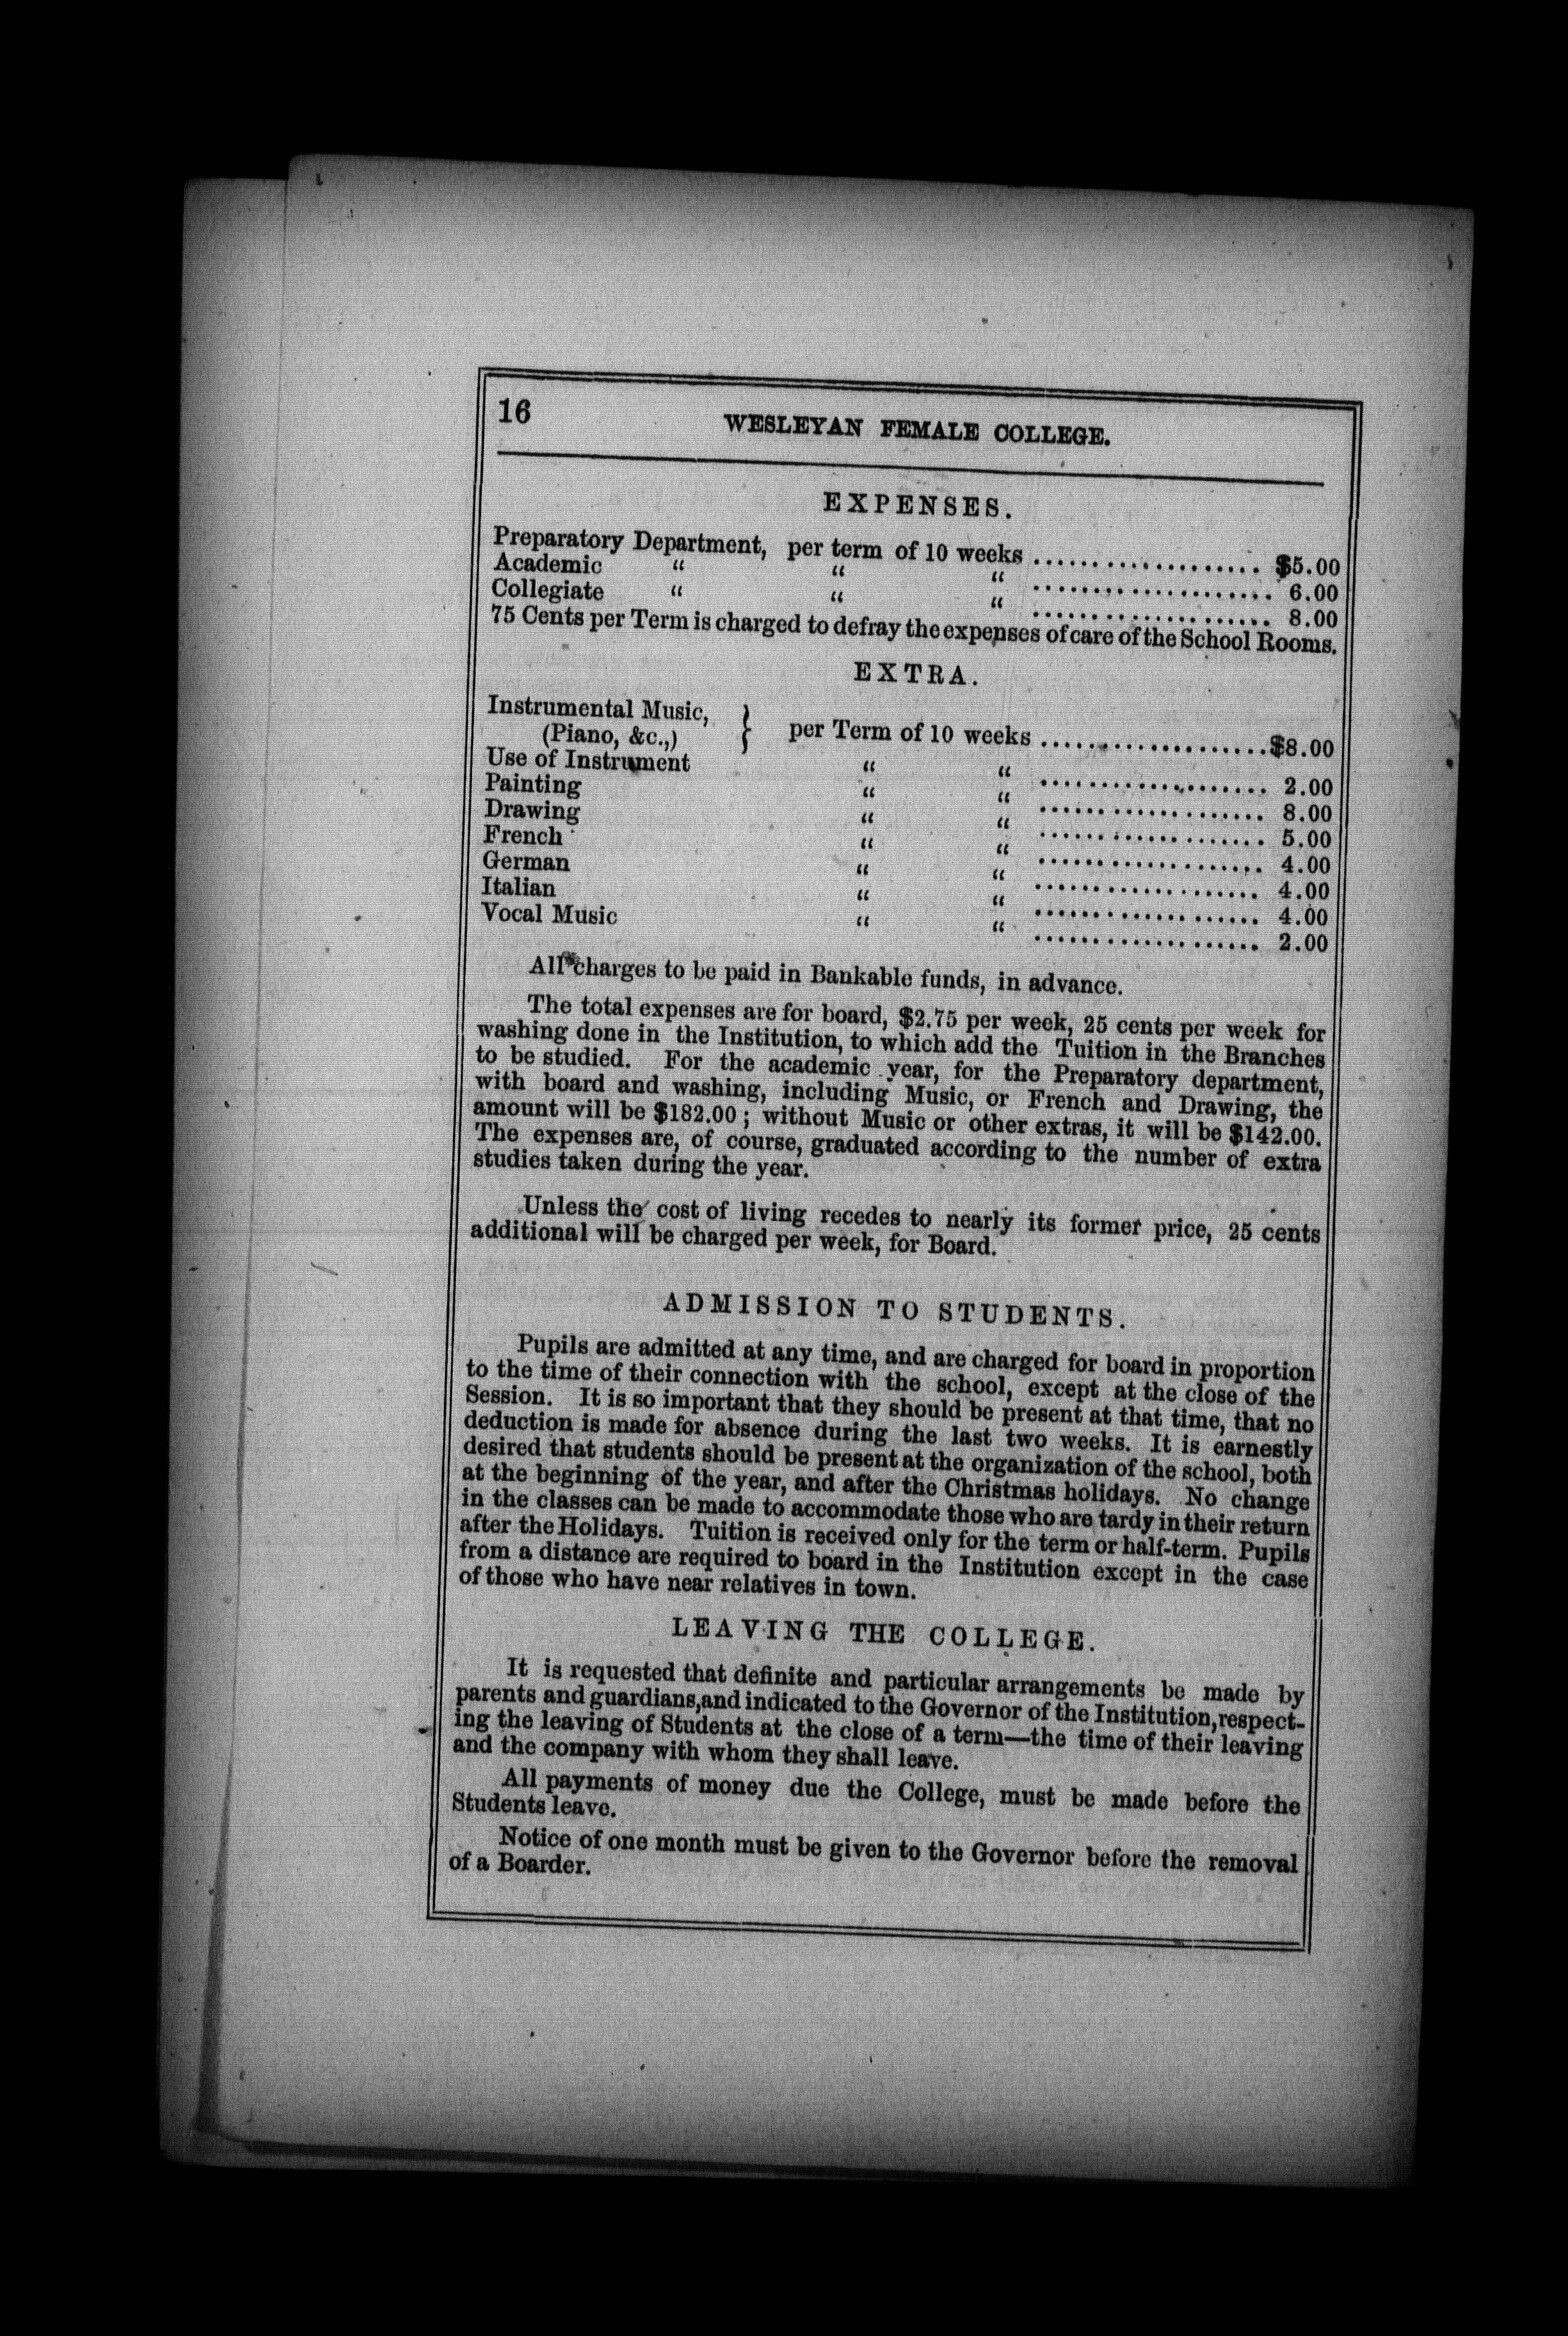 16
WESLEYAN FEMALE COLLEGE.
EXPENSES.
Preparatory Department, per term of 10 weeks .................... $5.00
Academic “ “ “ .................... 6.00
Collegiate “ “ “ .................... 8.00
75 Cents per Term is charged to defray the expenses of care of the School Rooms.
EXTRA.
Instrumental Music,
(Piano, &c.,) } per Term of 10 weeks .................... $8.00
Use of Instrument “ “ .................... 2.00
Painting “ “ .................... 8.00
Drawing “ “ .................... 5.00
French “ “ .................... 4.00
German “ “ .................... 4.00
Italian “ “ .................... 4.00
Vocal Music “ “ .................... 2.00
All charges to be paid in Bankable funds, in advance.
The total expenses are for board, $2.75 per week, 25 cents per week for
washing done in the Institution, to which add the Tuition in the Branches
to be studied. For the academic year, for the Preparatory department,
with board and washing, including Music, or French and Drawing, the
amount will be $182.00; without Music or other extras, it will be $142.00.
The expenses are, of course, graduated according to the number of extra
studies taken during the year.
Unless the cost of living recedes to nearly its former price, 25 cents
additional will be charged per week, for Board.
ADMISSION TO STUDENTS.
Pupils are admitted at any time, and are charged for board in proportion
to the time of their connection with the school, except at the close of the
Session. It is so important that they should be present at that time, that no
deduction is made for absence during the last two weeks. It is earnestly
desired that students should be present at the organization of the school, both
at the beginning of the year, and after the Christmas holidays. No change
in the classes can be made to accommodate those who are tardy in their return
after the Holidays. Tuition is received only for the term or half-term. Pupils
from a distance are required to board in the Institution except in the case
of those who have near relatives in town.
LEAVING THE COLLEGE.
It is requested that definite and particular arrangements be made by
parents and guardians, and indicated to the Governor of the Institution, respect-
ing the leaving of Students at the close of a term—the time of their leaving
and the company with whom they shall leave.
All payments of money due the College, must be made before the
Students leave.
Notice of one month must be given to the Governor before the removal
of a Boarder.